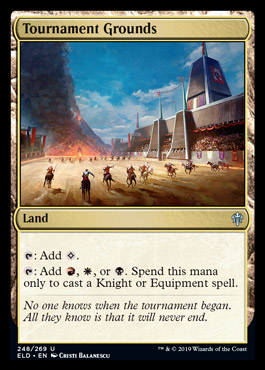 Tournament Grounds
Land
: Add .
: Add , , or . Spend this mana
only to cast a Knight or Equipment spell.
No one knows when the tournament began.
All they know is that it will never end.
248/269 U
ELD • EN Cristi Balanescu
™ & © 2019 Wizards of the Coast